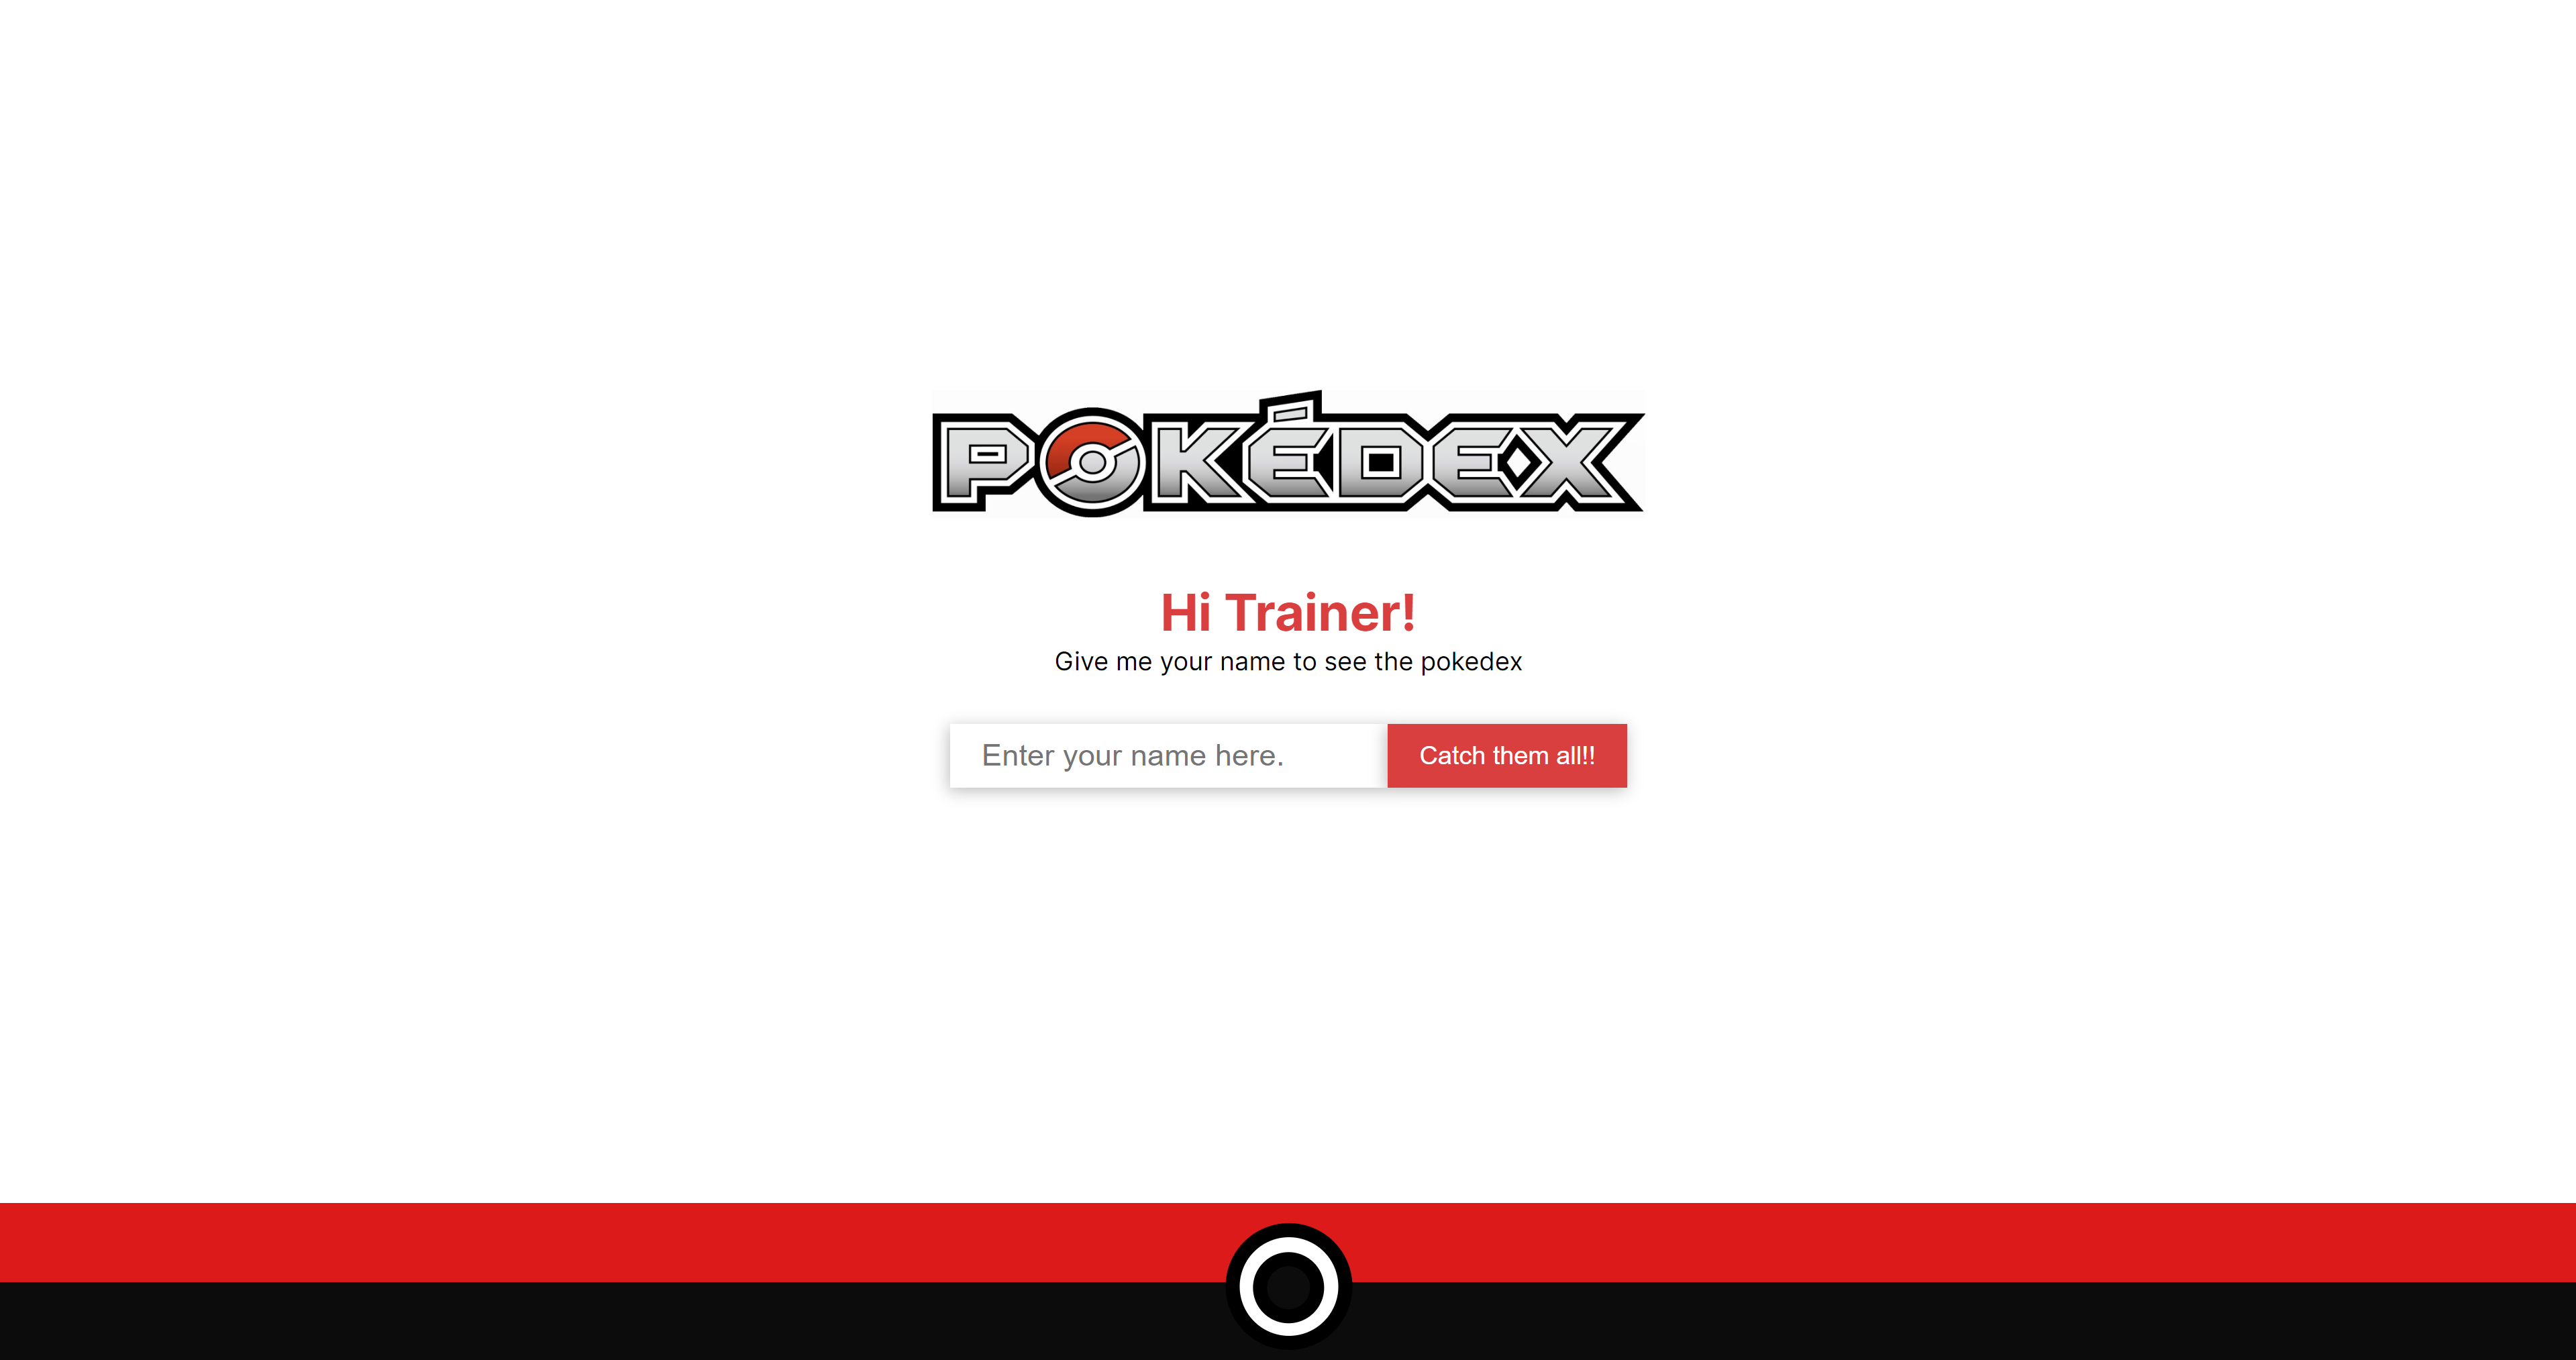 POKÉDEX
Hi Trainer!
Give me your name to see the pokedex
Enter your name here.
Catch them all!!